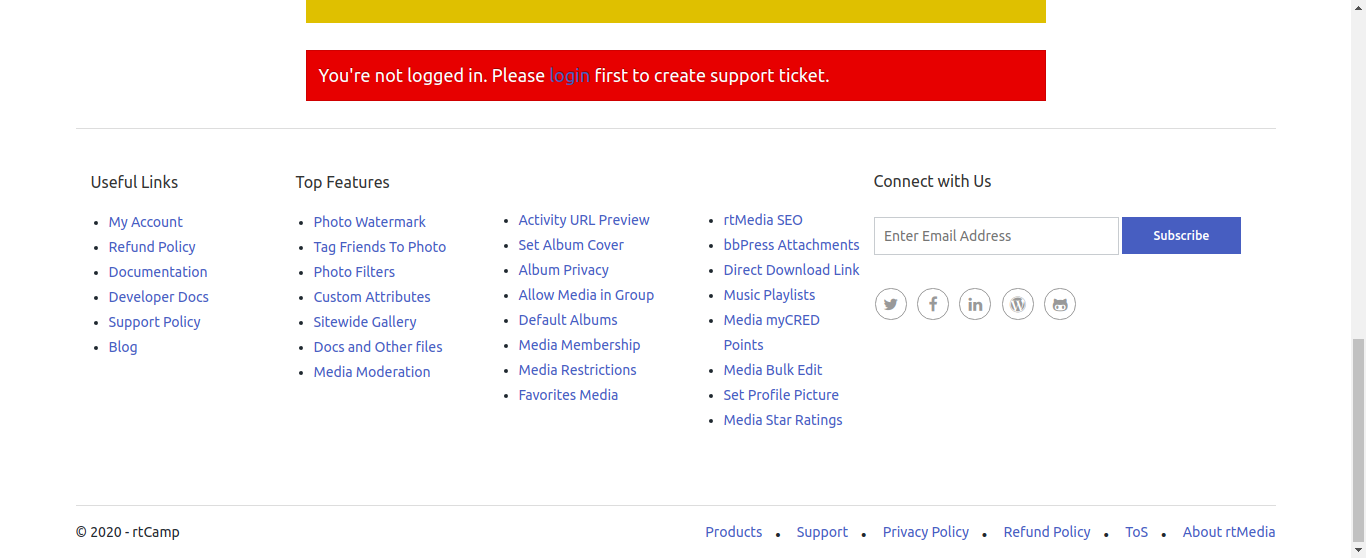 You're not logged in. Please login first to create support ticket.
Useful Links
My Account
Refund Policy
Documentation
Developer Docs
Support Policy
Blog
Top Features
Photo Watermark
Tag Friends To Photo
Photo Filters
Custom Attributes
Sitewide Gallery
Docs and Other files
Media Moderation
Activity URL Preview
Set Album Cover
Album Privacy
Allow Media in Group
Default Albums
Media Membership
Media Restrictions
Favorites Media
rtMedia SEO
bbPress Attachments
Direct Download Link
Music Playlists
Media myCRED
Points
Media Bulk Edit
Set Profile Picture
Media Star Ratings
Connect with Us
Enter Email Address
Subscribe
© 2020 - rtCamp
Products • Support • Privacy Policy • Refund Policy • ToS • About rtMedia